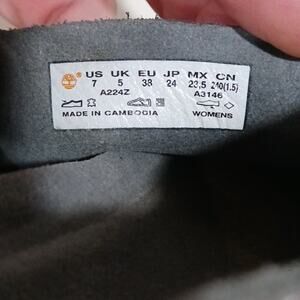 US UK EU JP MX CN
7 5 38 24 23,5 240(1.5)
A224Z A3146
MADE IN CAMBODIA WOMENS